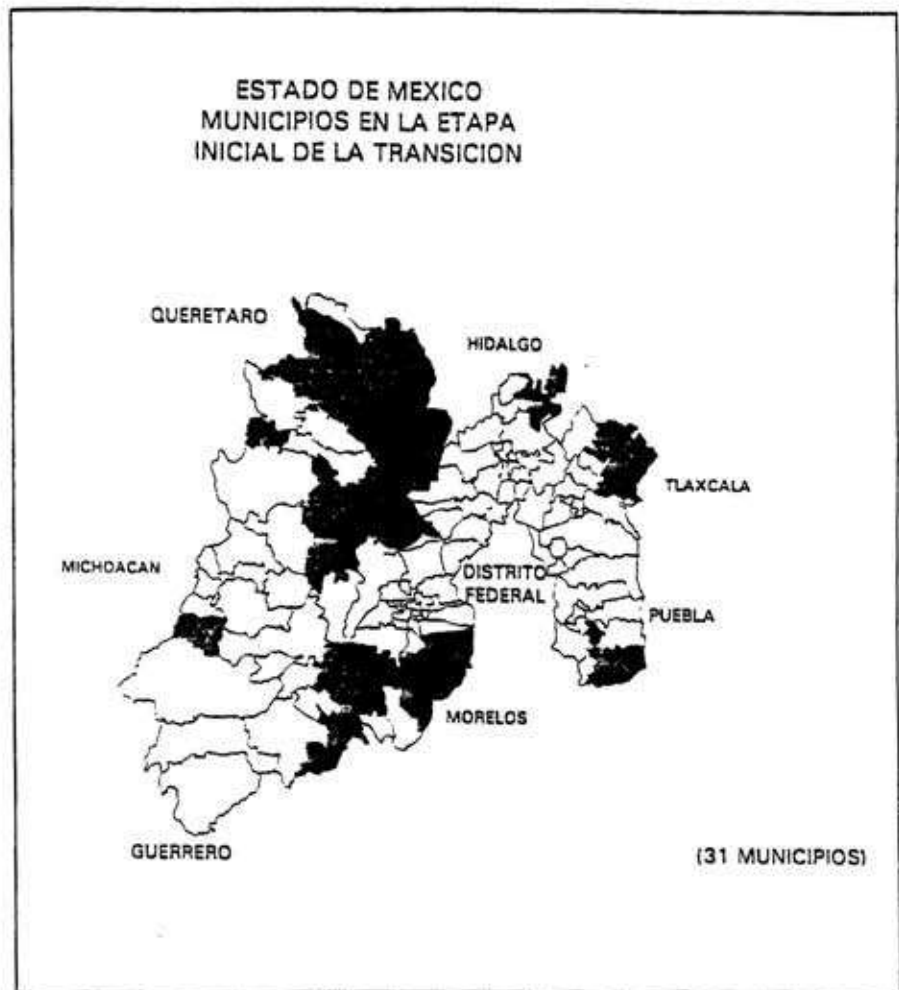 ESTADO DE MEXICO
MUNICIPIOS EN LA ETAPA
INICIAL DE LA TRANSICION
QUERETARO
HIDALGO
TLAXCALA
MICHOACAN
DISTRITO
FEDERAL
PUEBLA
MORELOS
GUERRERO
(31 MUNICIPIOS)